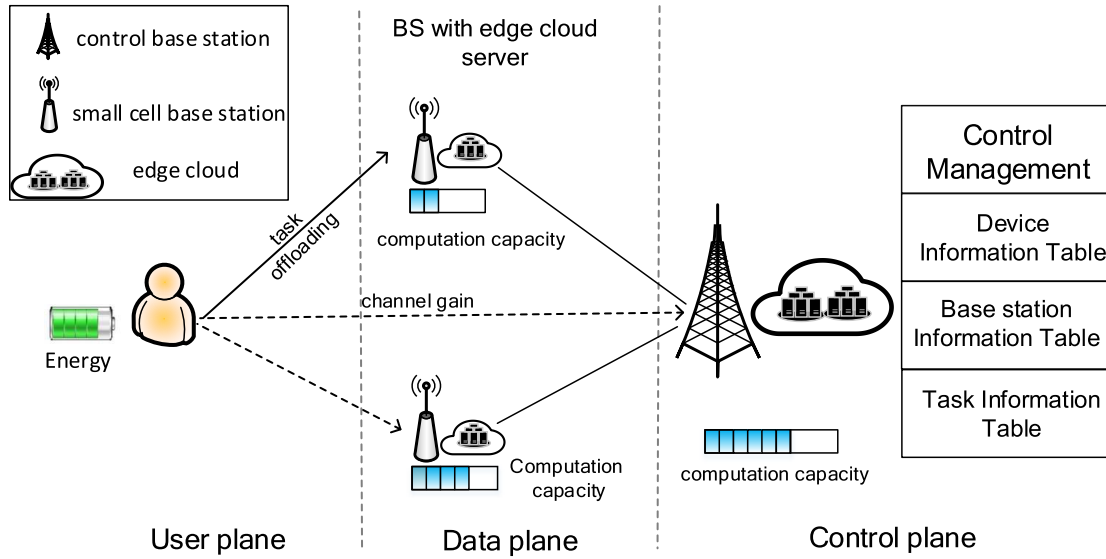 control base station
small cell base station
edge cloud
BS with edge cloud
server
task
offloading
computation capacity
channel gain
Energy
Computation
capacity
computation capacity
Control
Management
Device
Information Table
Base station
Information Table
Task Information
Table
User plane
Data plane
Control plane